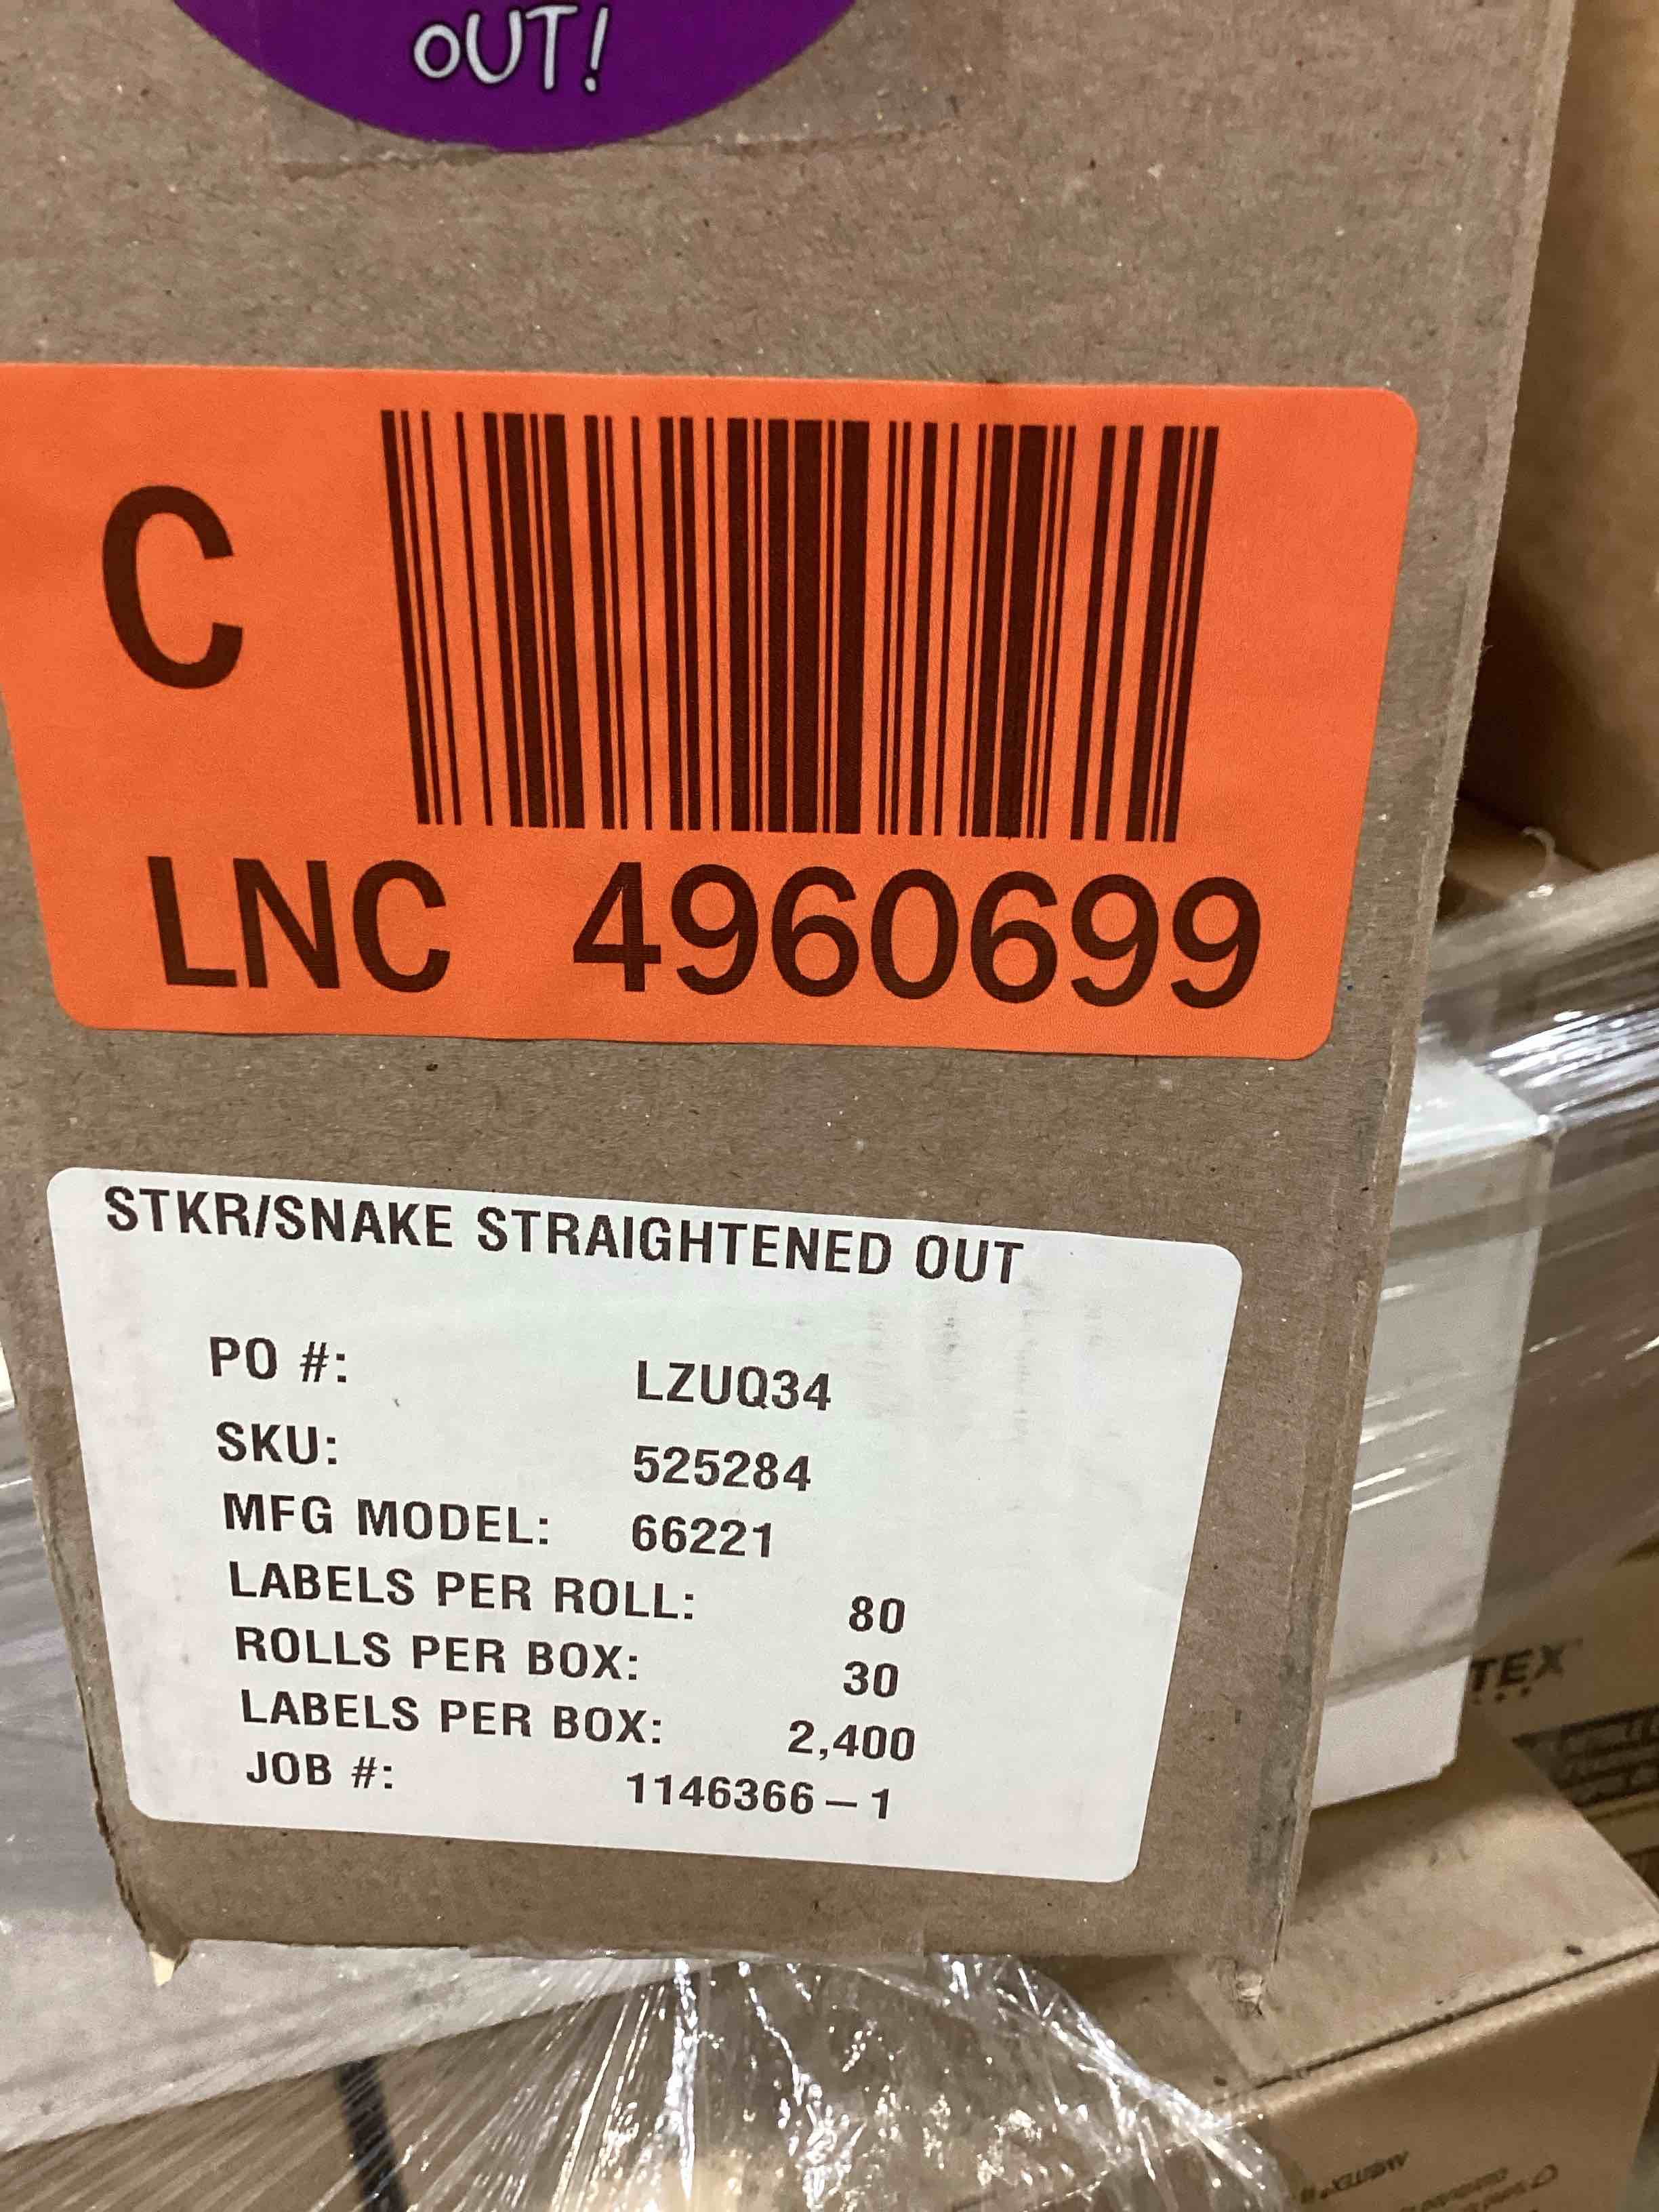 OUT!
C
LNC 4960699
STKR/SNAKE STRAIGHTENED OUT
PO #: LZUQ34
SKU: 525284
MFG MODEL: 66221
LABELS PER ROLL: 80
ROLLS PER BOX: 30
LABELS PER BOX: 2,400
JOB #: 1146366–1
TEX